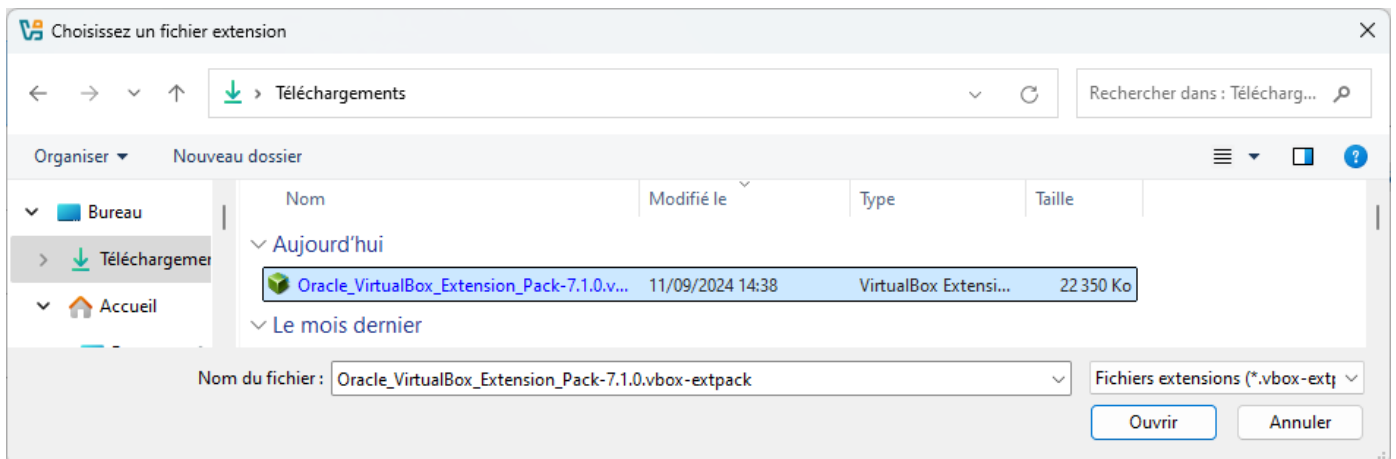 Choisissez un fichier extension
Téléchargements
Rechercher dans : Télécharg...
Organiser
Nouveau dossier
Bureau
Téléchargemer
Accueil
Nom Modifié le Type Taille
Aujourd'hui
Oracle_VirtualBox_Extension_Pack-7.1.0.v... 11/09/2024 14:38 VirtualBox Extensi... 22 350 Ko
Le mois dernier
Nom du fichier : Oracle_VirtualBox_Extension_Pack-7.1.0.vbox-extpack
Fichiers extensions (*.vbox-extp
Ouvrir Annuler